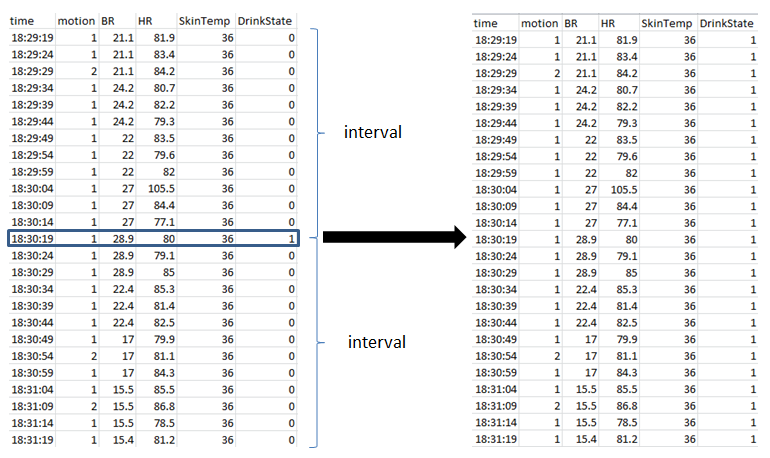 time motion BR HR SkinTemp DrinkState
18:29:19 1 21.1 81.9 36 0
18:29:24 1 21.1 83.4 36 0
18:29:29 2 21.1 84.2 36 0
18:29:34 1 24.2 80.7 36 0
18:29:39 1 24.2 82.2 36 0
18:29:44 1 24.2 79.3 36 0
18:29:49 1 22 83.5 36 0
18:29:54 1 22 79.6 36 0
18:29:59 1 22 82 36 0
18:30:04 1 27 105.5 36 0
18:30:09 1 27 84.4 36 0
18:30:14 1 27 77.1 36 0
18:30:19 1 28.9 80 36 1
18:30:24 1 28.9 79.1 36 0
18:30:29 1 28.9 85 36 0
18:30:34 1 22.4 85.3 36 0
18:30:39 1 22.4 81.4 36 0
18:30:44 1 22.4 82.5 36 0
18:30:49 1 17 79.9 36 0
18:30:54 2 17 81.1 36 0
18:30:59 1 17 84.3 36 0
18:31:04 1 15.5 85.5 36 0
18:31:09 2 15.5 86.8 36 0
18:31:14 1 15.5 78.5 36 0
18:31:19 1 15.4 81.2 36 0
interval
interval
time motion BR HR SkinTemp DrinkState
18:29:19 1 21.1 81.9 36 1
18:29:24 1 21.1 83.4 36 1
18:29:29 2 21.1 84.2 36 1
18:29:34 1 24.2 80.7 36 1
18:29:39 1 24.2 82.2 36 1
18:29:44 1 24.2 79.3 36 1
18:29:49 1 22 83.5 36 1
18:29:54 1 22 79.6 36 1
18:29:59 1 22 82 36 1
18:30:04 1 27 105.5 36 1
18:30:09 1 27 84.4 36 1
18:30:14 1 27 77.1 36 1
18:30:19 1 28.9 80 36 1
18:30:24 1 28.9 79.1 36 1
18:30:29 1 28.9 85 36 1
18:30:34 1 22.4 85.3 36 1
18:30:39 1 22.4 81.4 36 1
18:30:44 1 22.4 82.5 36 1
18:30:49 1 17 79.9 36 1
18:30:54 2 17 81.1 36 1
18:30:59 1 17 84.3 36 1
18:31:04 1 15.5 85.5 36 1
18:31:09 2 15.5 86.8 36 1
18:31:14 1 15.5 78.5 36 1
18:31:19 1 15.4 81.2 36 1